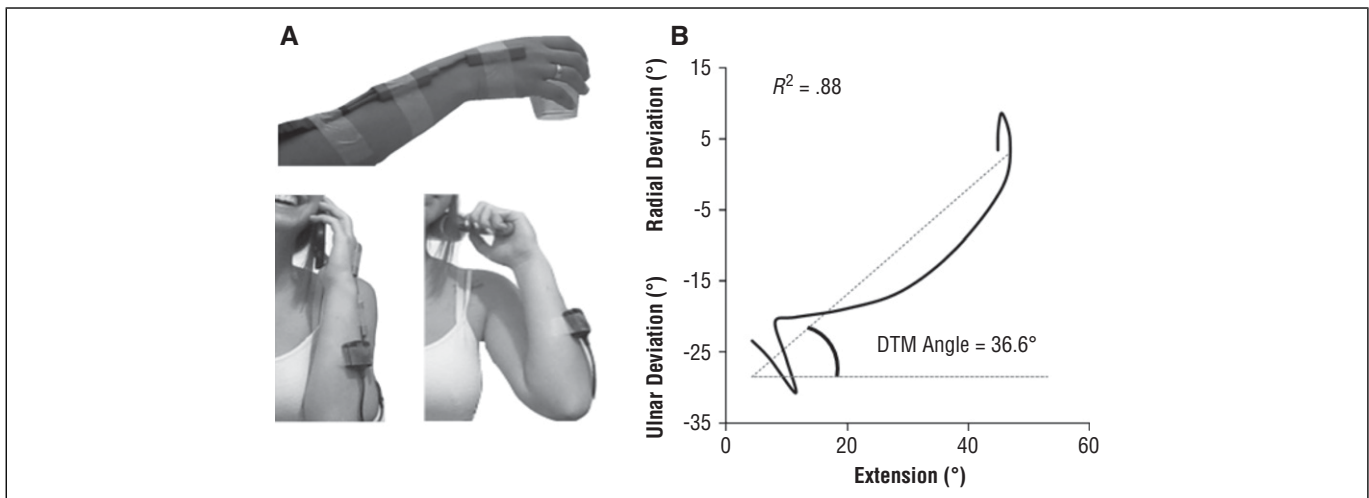 A
B
Radial Deviation (°)
Ulnar Deviation (°)
15
5
-5
-15
-25
-35
R² = .88
DTM Angle = 36.6°
0
20
40
60
Extension (°)